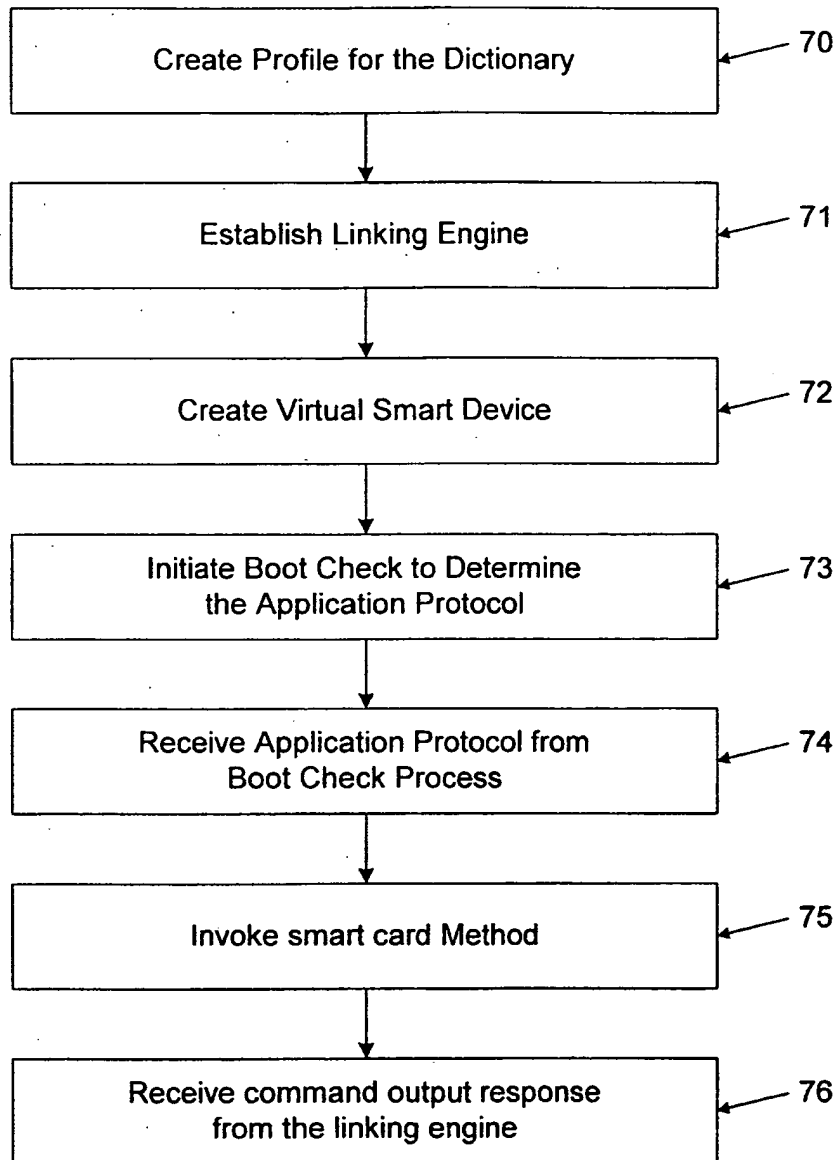 Create Profile for the Dictionary
70
Establish Linking Engine
71
Create Virtual Smart Device
72
Initiate Boot Check to Determine
the Application Protocol
73
Receive Application Protocol from
Boot Check Process
74
Invoke smart card Method
75
Receive command output response
from the linking engine
76